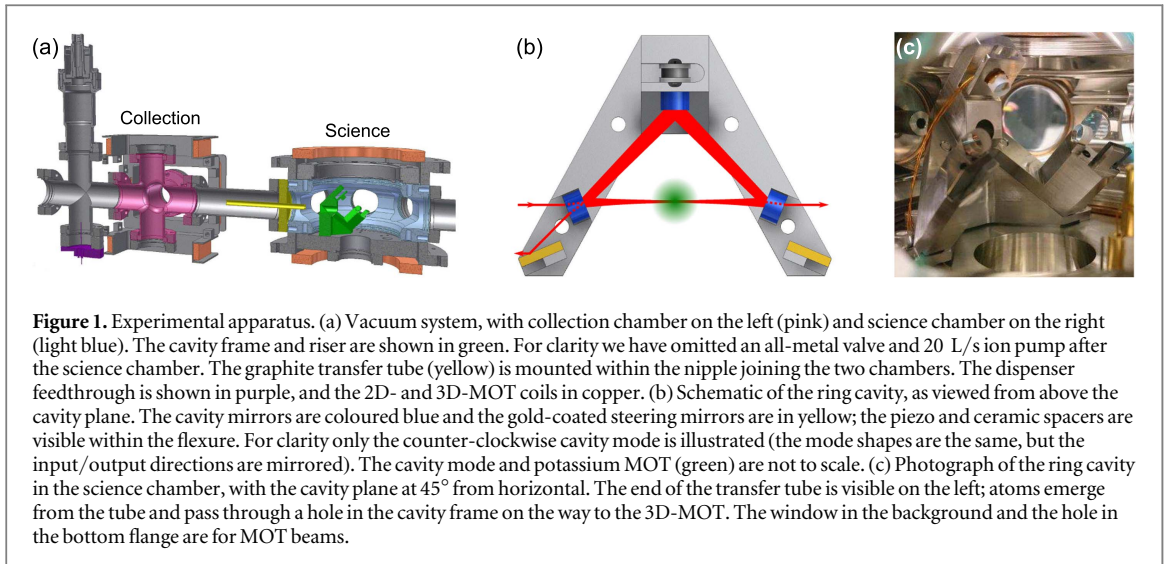 (a)
(b)
(c)
Collection
Science
Figure 1. Experimental apparatus. (a) Vacuum system, with collection chamber on the left (pink) and science chamber on the right
(light blue). The cavity frame and riser are shown in green. For clarity we have omitted an all-metal valve and 20 L/s ion pump after
the science chamber. The graphite transfer tube (yellow) is mounted within the nipple joining the two chambers. The dispenser
feedthrough is shown in purple, and the 2D- and 3D-MOT coils in copper. (b) Schematic of the ring cavity, as viewed from above the
cavity plane. The cavity mirrors are coloured blue and the gold-coated steering mirrors are in yellow; the piezo and ceramic spacers are
visible within the flexure. For clarity only the counter-clockwise cavity mode is illustrated (the mode shapes are the same, but the
input/output directions are mirrored). The cavity mode and potassium MOT (green) are not to scale. (c) Photograph of the ring cavity
in the science chamber, with the cavity plane at 45° from horizontal. The end of the transfer tube is visible on the left; atoms emerge
from the tube and pass through a hole in the cavity frame on the way to the 3D-MOT. The window in the background and the hole in
the bottom flange are for MOT beams.